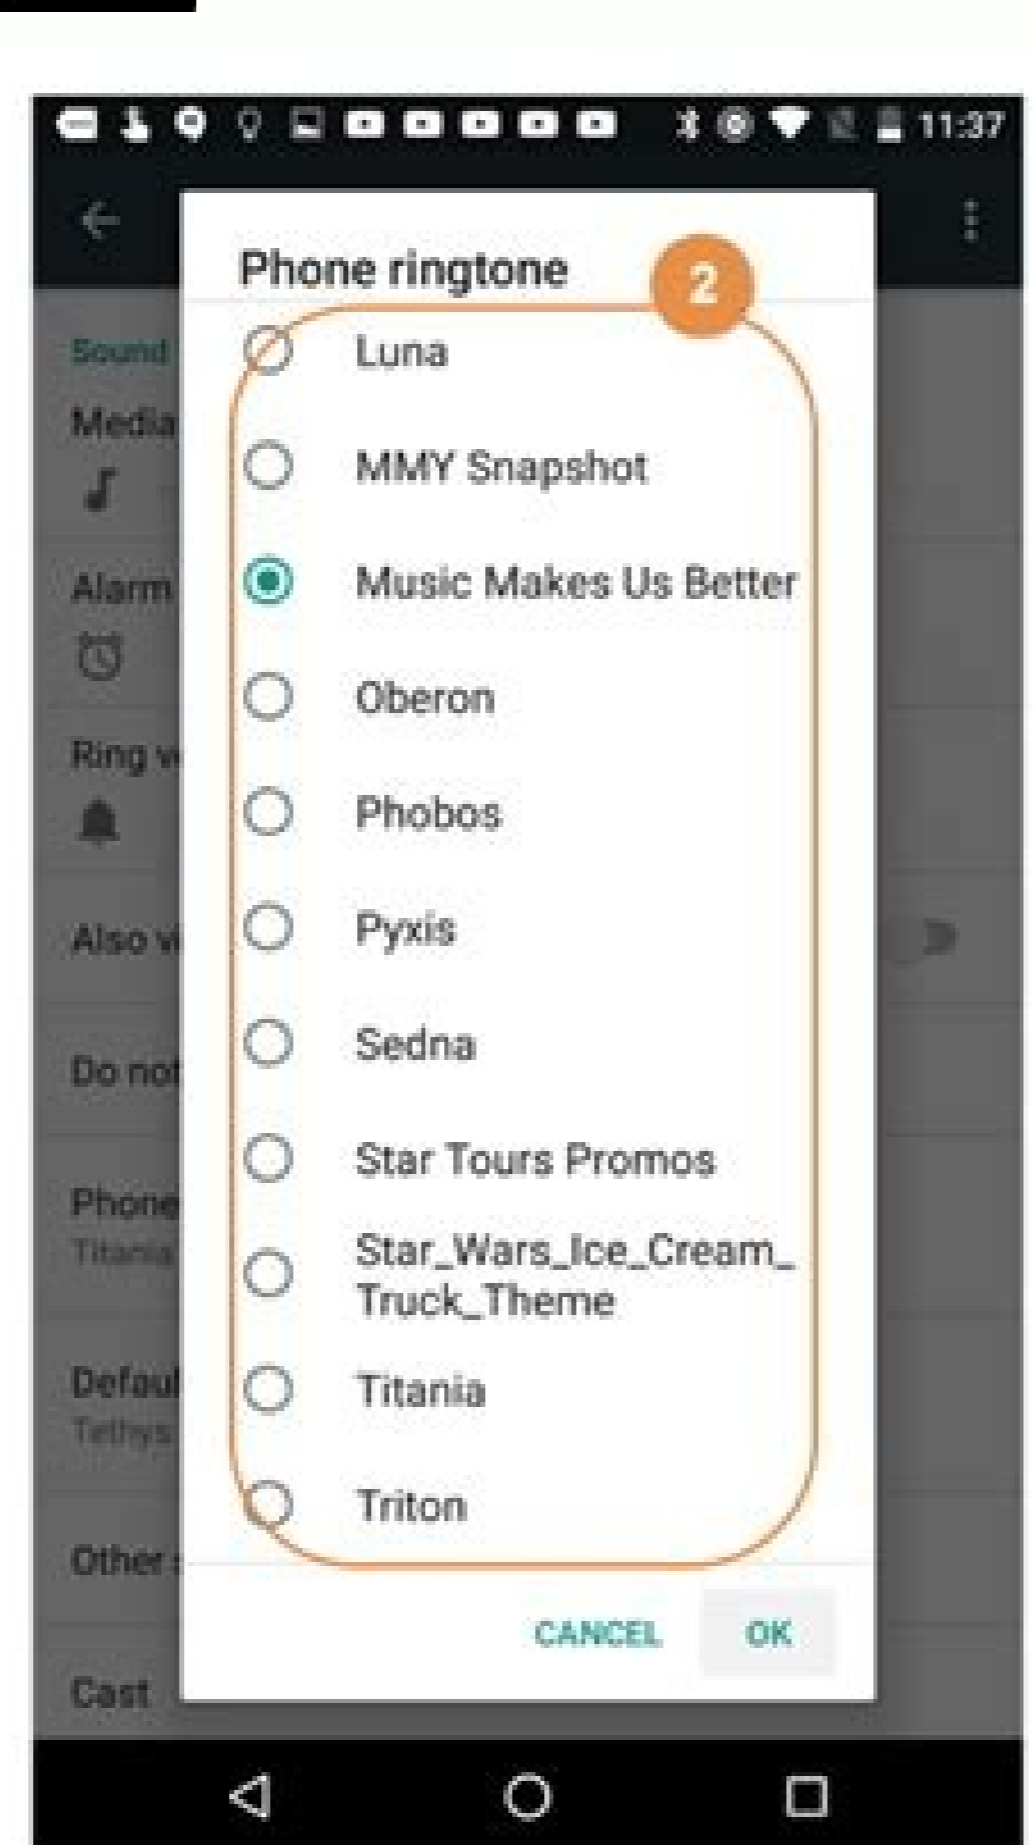 11:37
Phone ringtone
2
Sound
Luna
Media
MMY Snapshot
Alarm
Music Makes Us Better
Oberon
Ring
Phobos
Also
Pyxis
Sedna
Do not
Star Tours Promos
Phone
Titania
Star_Wars_Ice_Cream_
Truck_Theme
Titania
Tethys
Triton
Other
CANCEL
OK
Cast